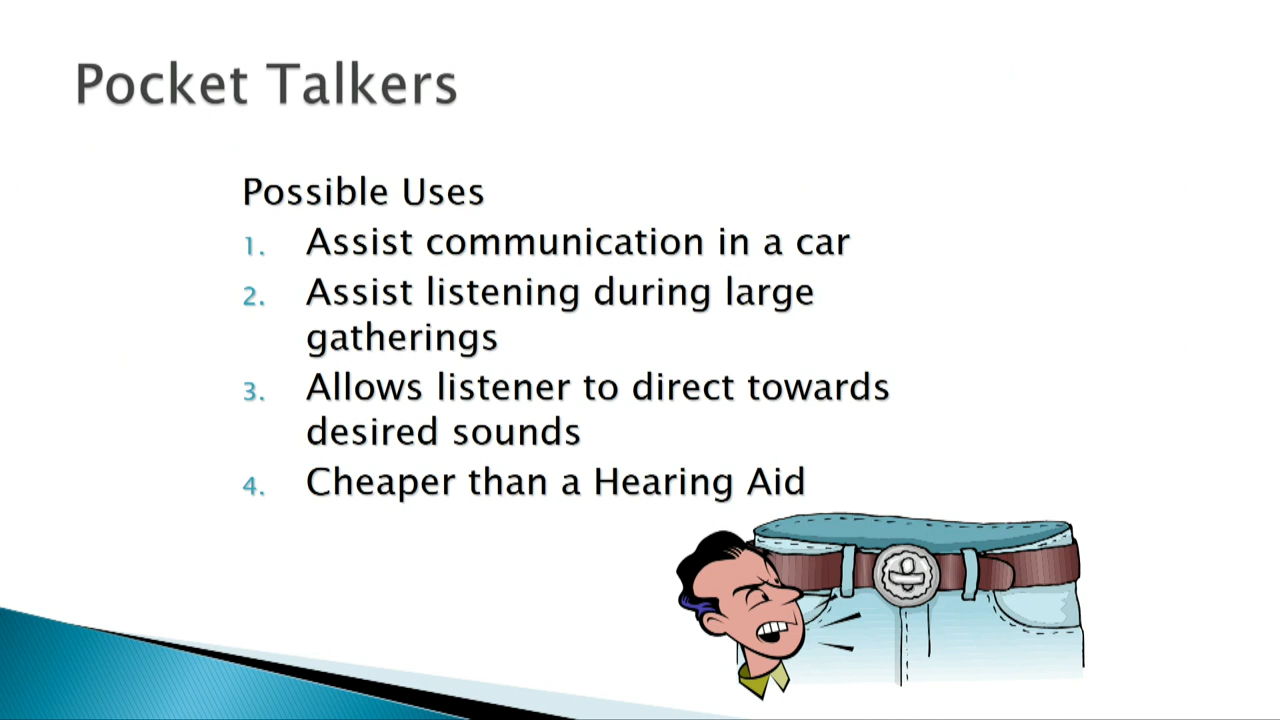 Pocket Talkers
Possible Uses
1. Assist communication in a car
2. Assist listening during large
gatherings
3. Allows listener to direct towards
desired sounds
4. Cheaper than a Hearing Aid